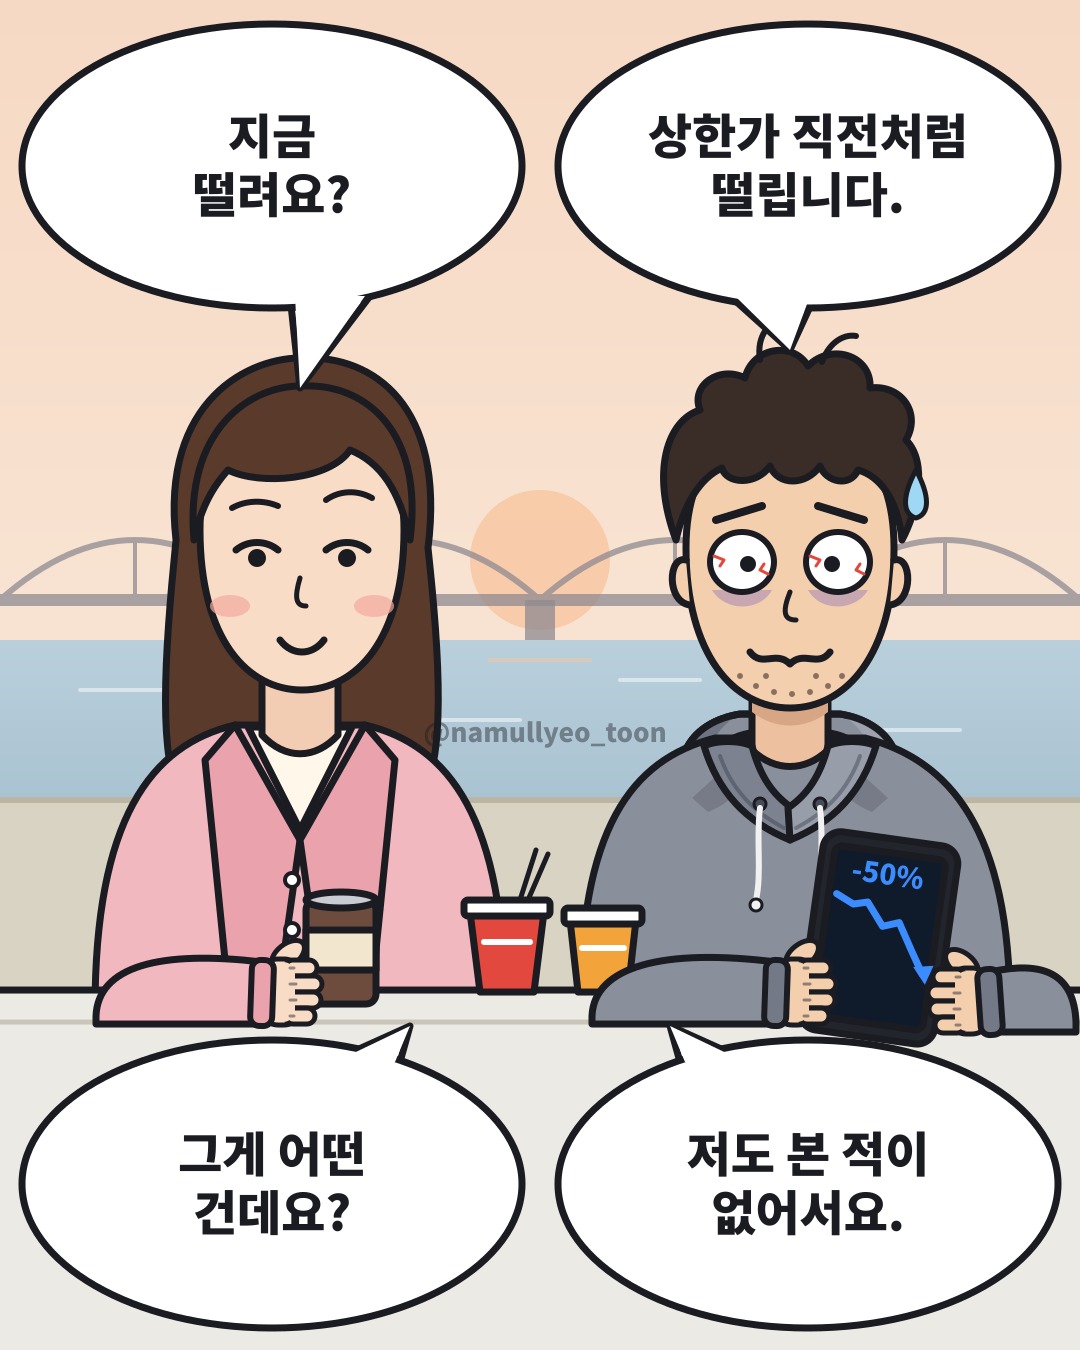 지금
떨려요?
상한가 직전처럼
떨립니다.
@namullyeo_toon
-50%
그게 어떤
건데요?
저도 본 적이
없어서요.